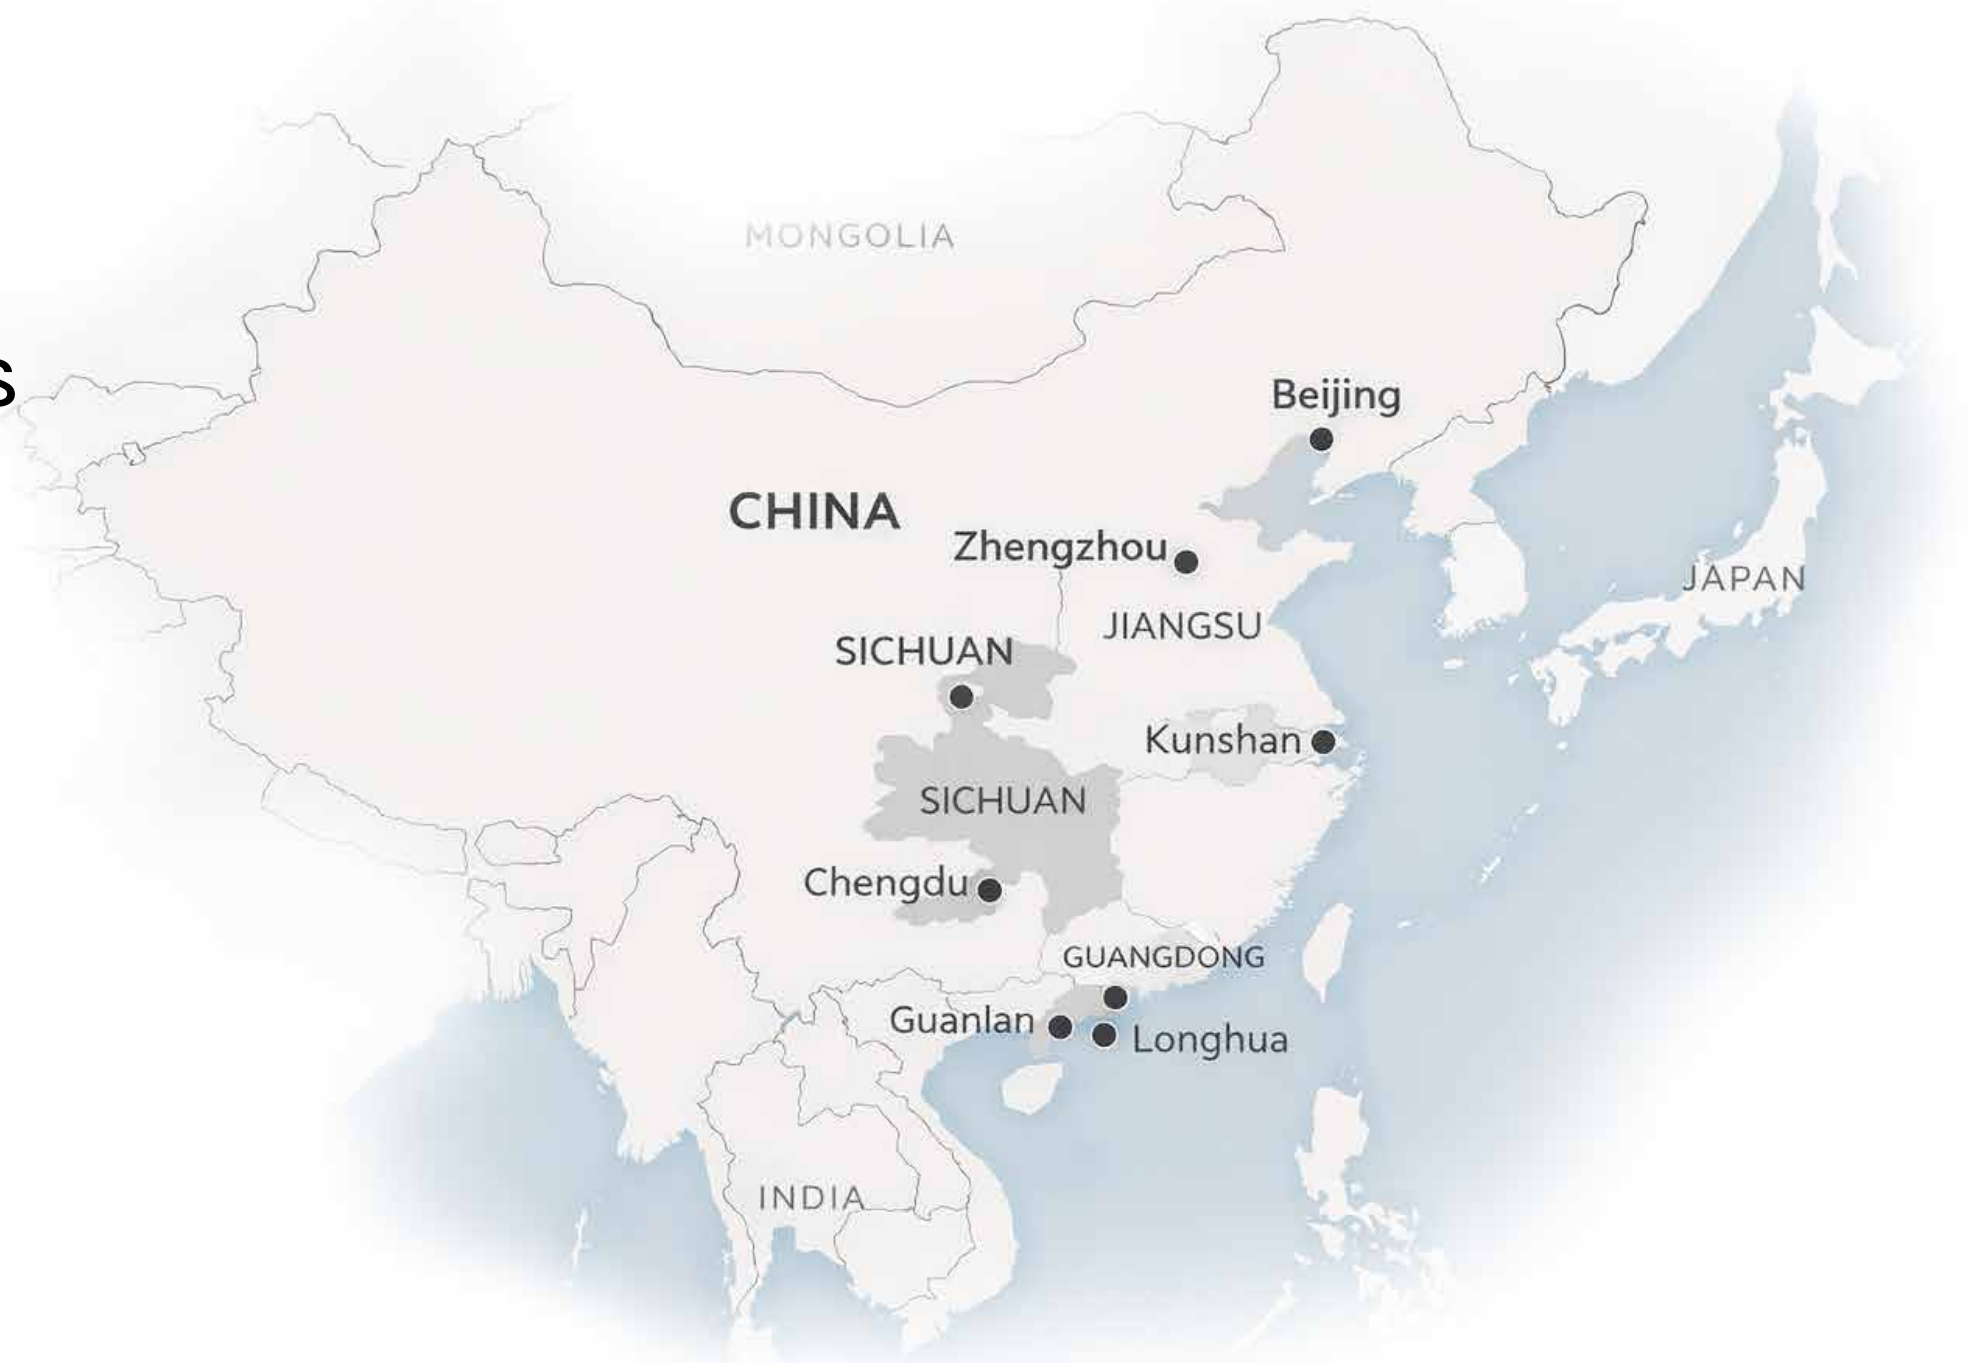 MONGOLIA
s
Beijing
CHINA
Zhengzhou
JAPAN
JIANGSU
SICHUAN
Kunshan
SICHUAN
Chengdu
GUANGDONG
Guanlan
Longhua
INDIA